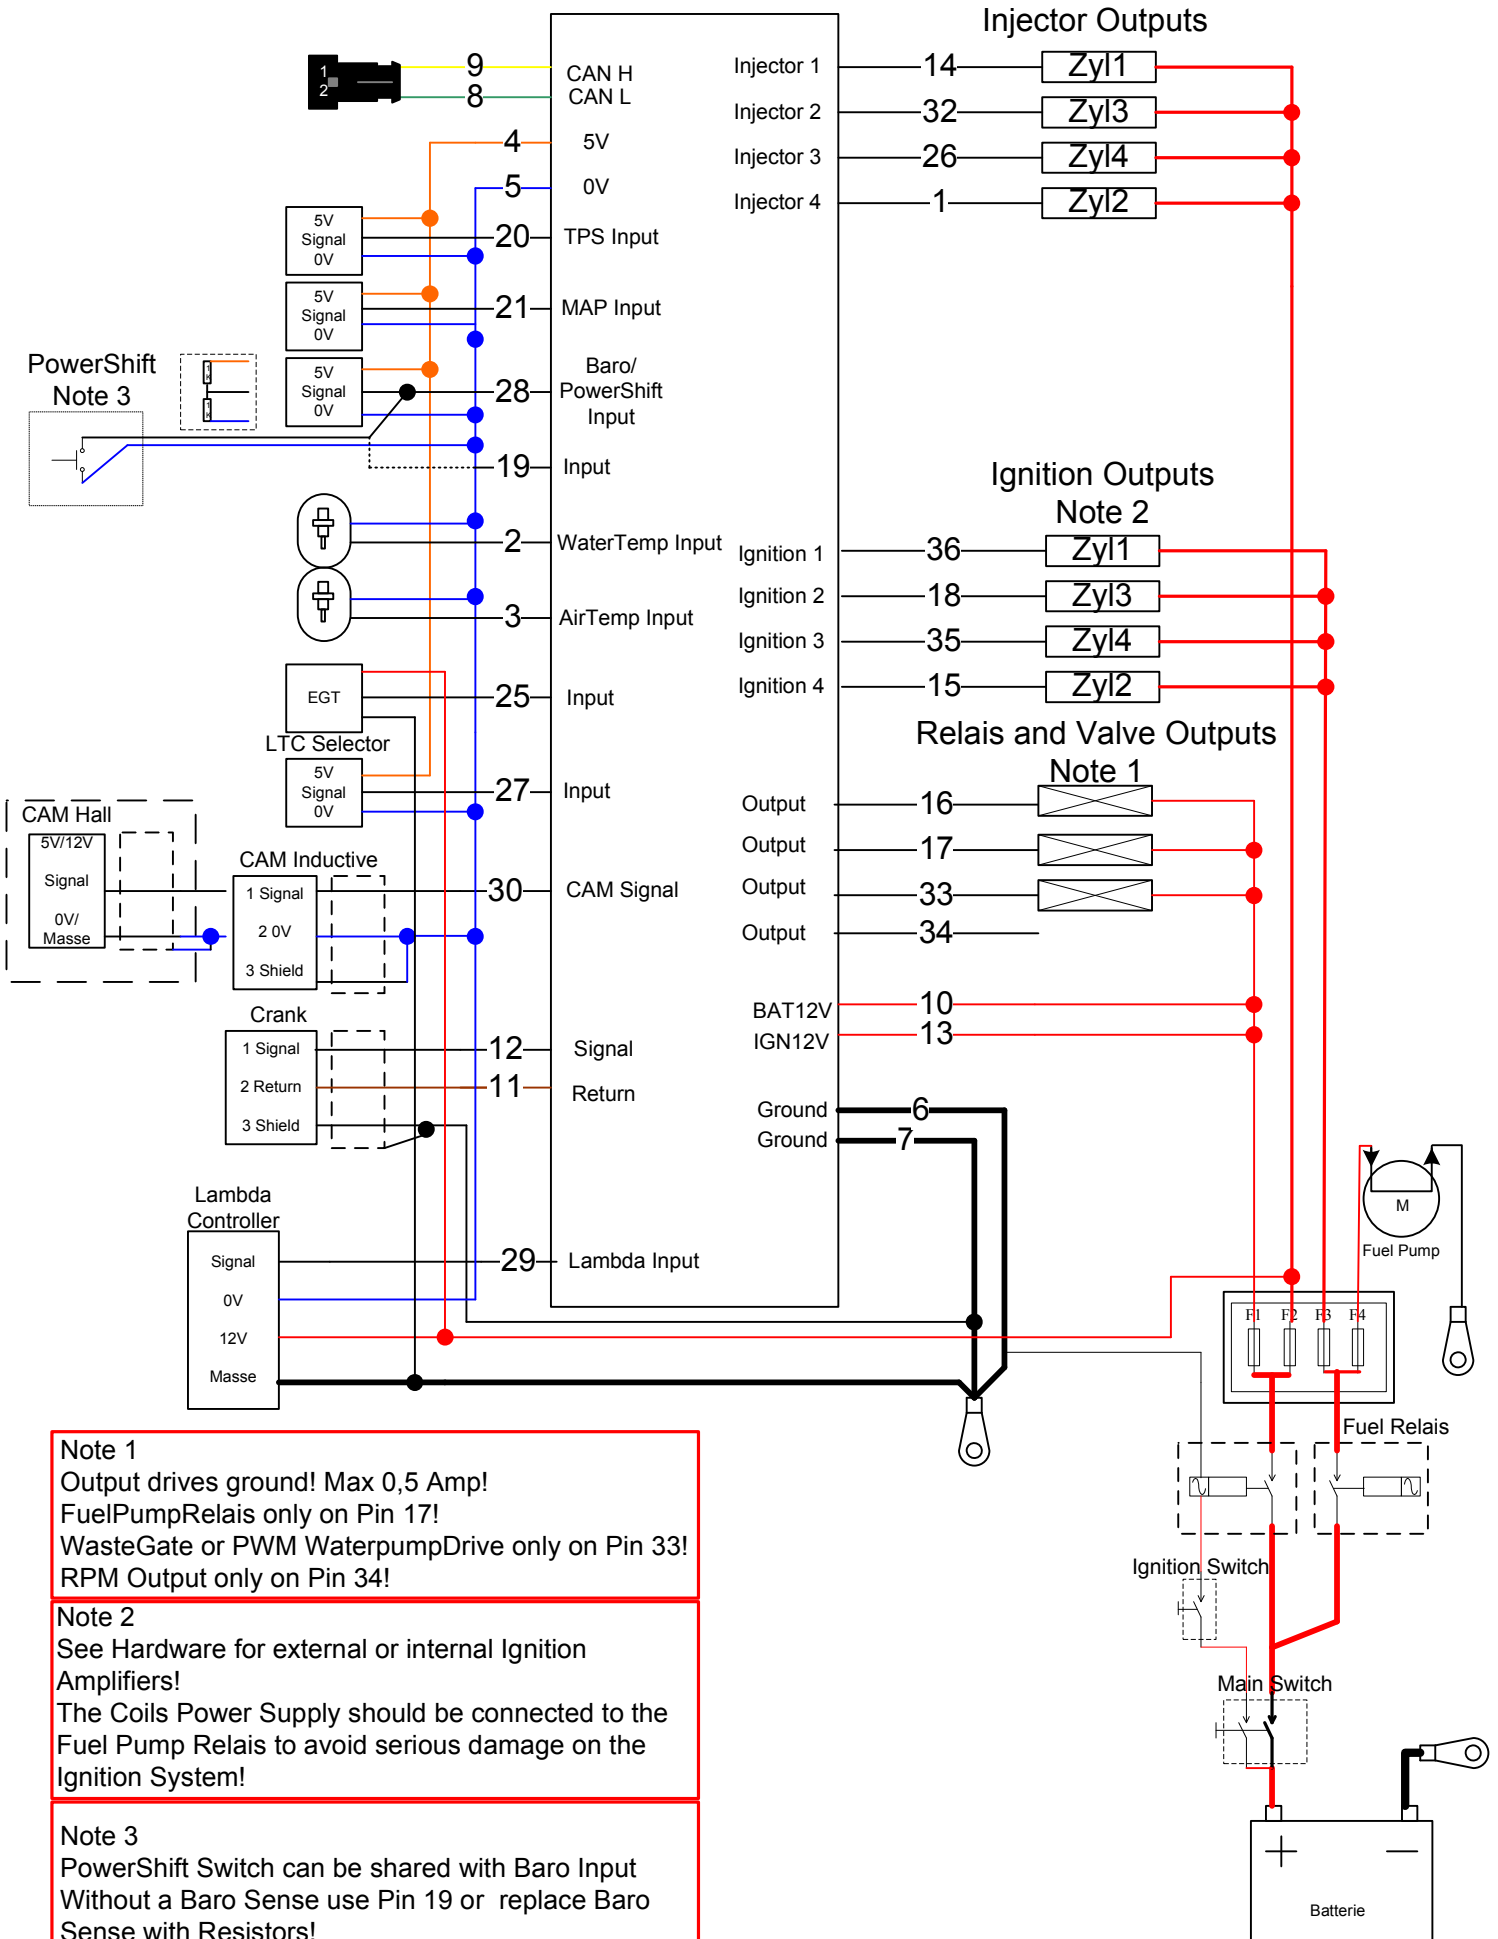 Injector Outputs
1
2
9
8
CAN H
CAN L
4
5V
5
0V
5V
Signal
0V
20
TPS Input
5V
Signal
0V
21
MAP Input
PowerShift
Note 3
1K
1K
5V
Signal
0V
28
Baro/
PowerShift
Input
19
Input
2
WaterTemp Input
3
AirTemp Input
EGT
25
Input
LTC Selector
5V
Signal
0V
27
Input
CAM Hall
5V/12V
Signal
0V/
Masse
CAM Inductive
1 Signal
2 0V
3 Shield
30
CAM Signal
Crank
1 Signal
2 Return
3 Shield
12
Signal
11
Return
Lambda
Controller
Signal
0V
12V
Masse
29
Lambda Input
Injector 1
14
Zyl1
Injector 2
32
Zyl3
Injector 3
26
Zyl4
Injector 4
1
Zyl2
Ignition Outputs
Note 2
Ignition 1
36
Zyl1
Ignition 2
18
Zyl3
Ignition 3
35
Zyl4
Ignition 4
15
Zyl2
Relais and Valve Outputs
Note 1
Output
16
Output
17
Output
33
Output
34
BAT12V
10
IGN12V
13
Ground
6
Ground
7
M
Fuel Pump
F1 F2 F3 F4
Fuel Relais
Ignition Switch
Main Switch
Batterie
Note 1
Output drives ground! Max 0,5 Amp!
FuelPumpRelais only on Pin 17!
WasteGate or PWM WaterpumpDrive only on Pin 33!
RPM Output only on Pin 34!
Note 2
See Hardware for external or internal Ignition
Amplifiers!
The Coils Power Supply should be connected to the
Fuel Pump Relais to avoid serious damage on the
Ignition System!
Note 3
PowerShift Switch can be shared with Baro Input
Without a Baro Sense use Pin 19 or replace Baro
Sense with Resistors!